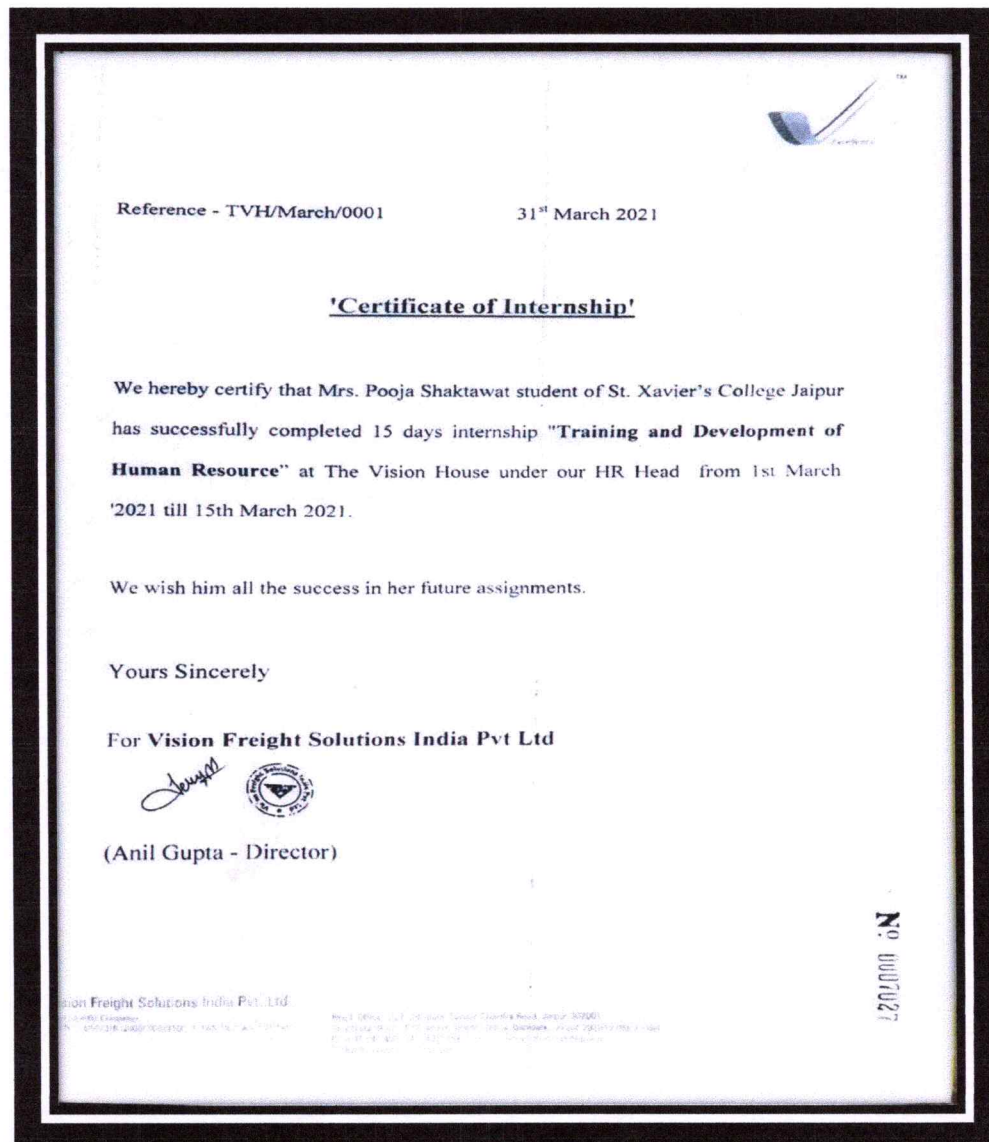 TM
Reference - TVH/March/0001 31st March 2021
'Certificate of Internship'
We hereby certify that Mrs. Pooja Shaktawat student of St. Xavier's College Jaipur
has successfully completed 15 days internship "Training and Development of
Human Resource" at The Vision House under our HR Head from 1st March
'2021 till 15th March 2021.
We wish him all the success in her future assignments.
Yours Sincerely
For Vision Freight Solutions India Pvt Ltd
(Anil Gupta - Director)
Nº 0007027
ion Freight Solutions India Pvt. Ltd